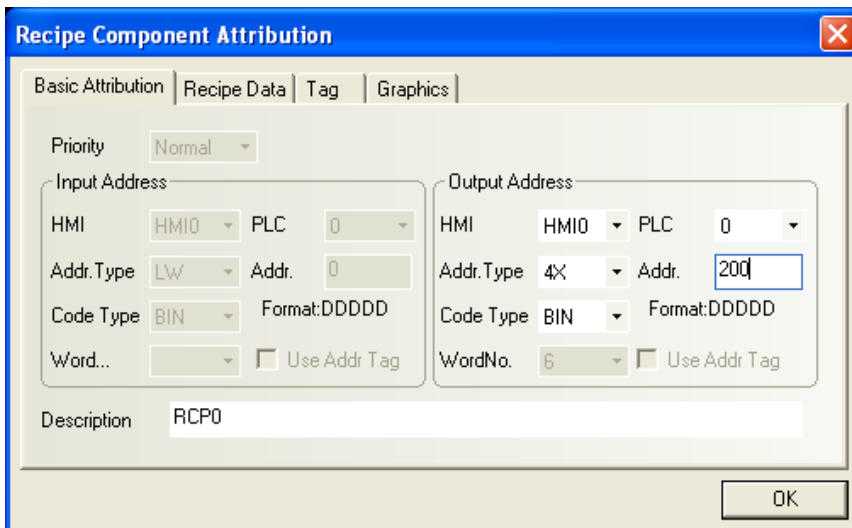 Recipe Component Attribution
Basic Attribution Recipe Data Tag Graphics
Priority Normal
Input Address Output Address
HMI HMI0 PLC 0 HMI HMI0 PLC 0
Addr.Type LW Addr. 0 Addr.Type 4X Addr. 200
Code Type BIN Format:DDDDD Code Type BIN Format:DDDDD
Word... Use Addr Tag WordNo. 6 Use Addr Tag
Description RCP0
OK